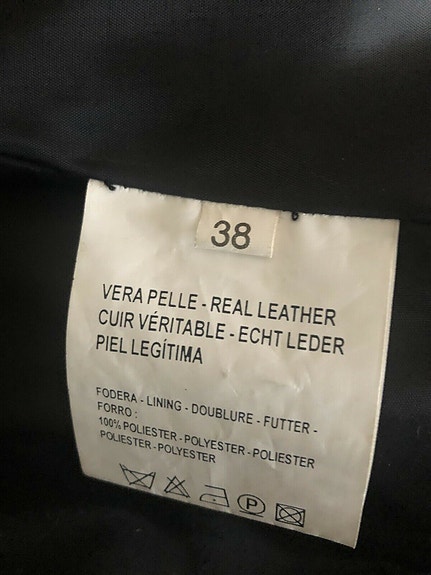 38
VERA PELLE - REAL LEATHER
CUIR VÉRITABLE - ECHT LEDER
PIEL LEGÍTIMA
FODERA - LINING - DOUBLURE - FUTTER -
FORRO :
100% POLIESTER - POLYESTER - POLIESTER
POLIESTER - POLYESTER
P